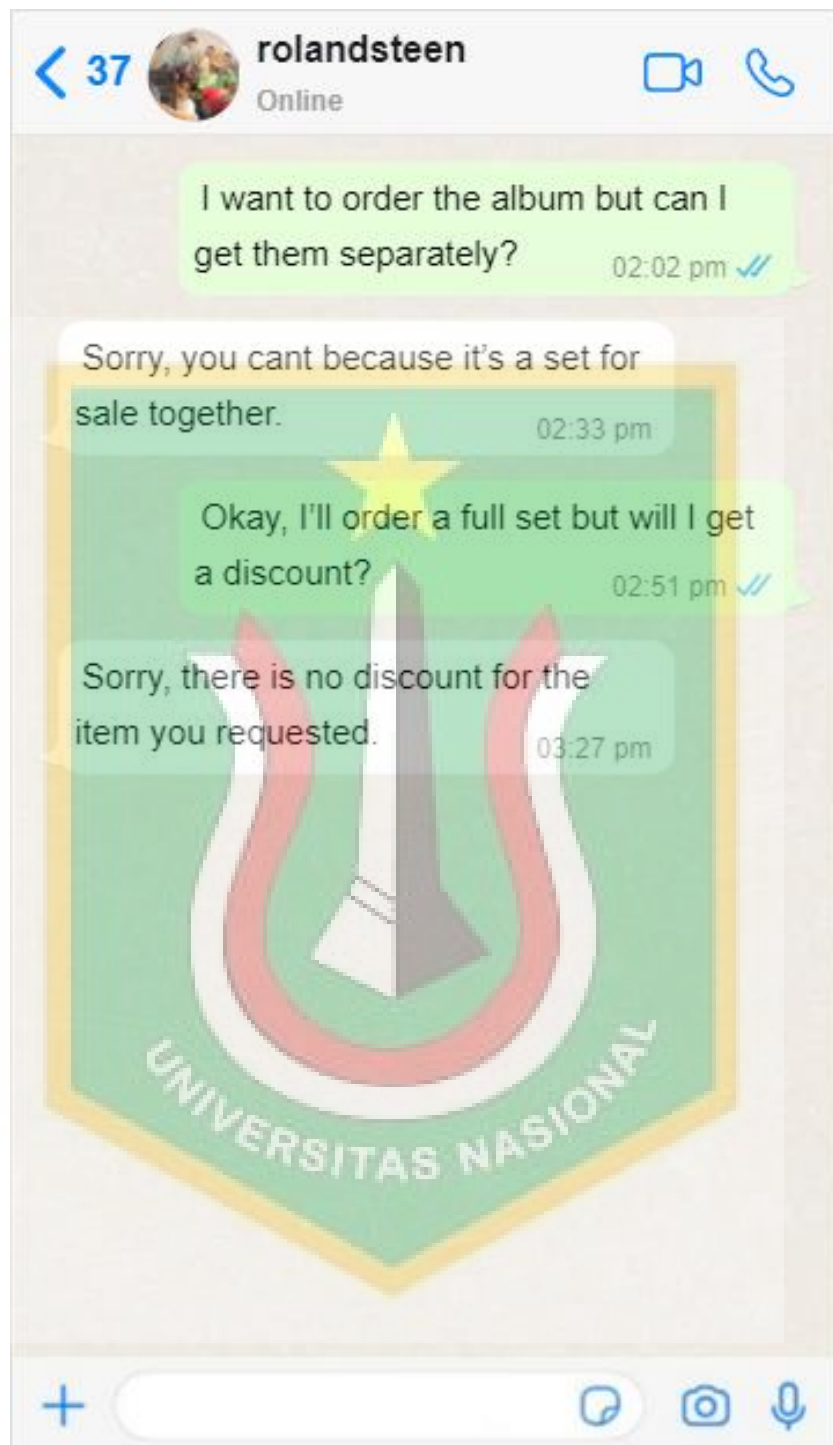 37
rolandsteen
Online
I want to order the album but can I
get them separately?
02:02 pm
Sorry, you cant because it’s a set for
sale together.
02:33 pm
Okay, I’ll order a full set but will I get
a discount?
02:51 pm
Sorry, there is no discount for the
item you requested.
03:27 pm
UNIVERSITAS NASIONAL